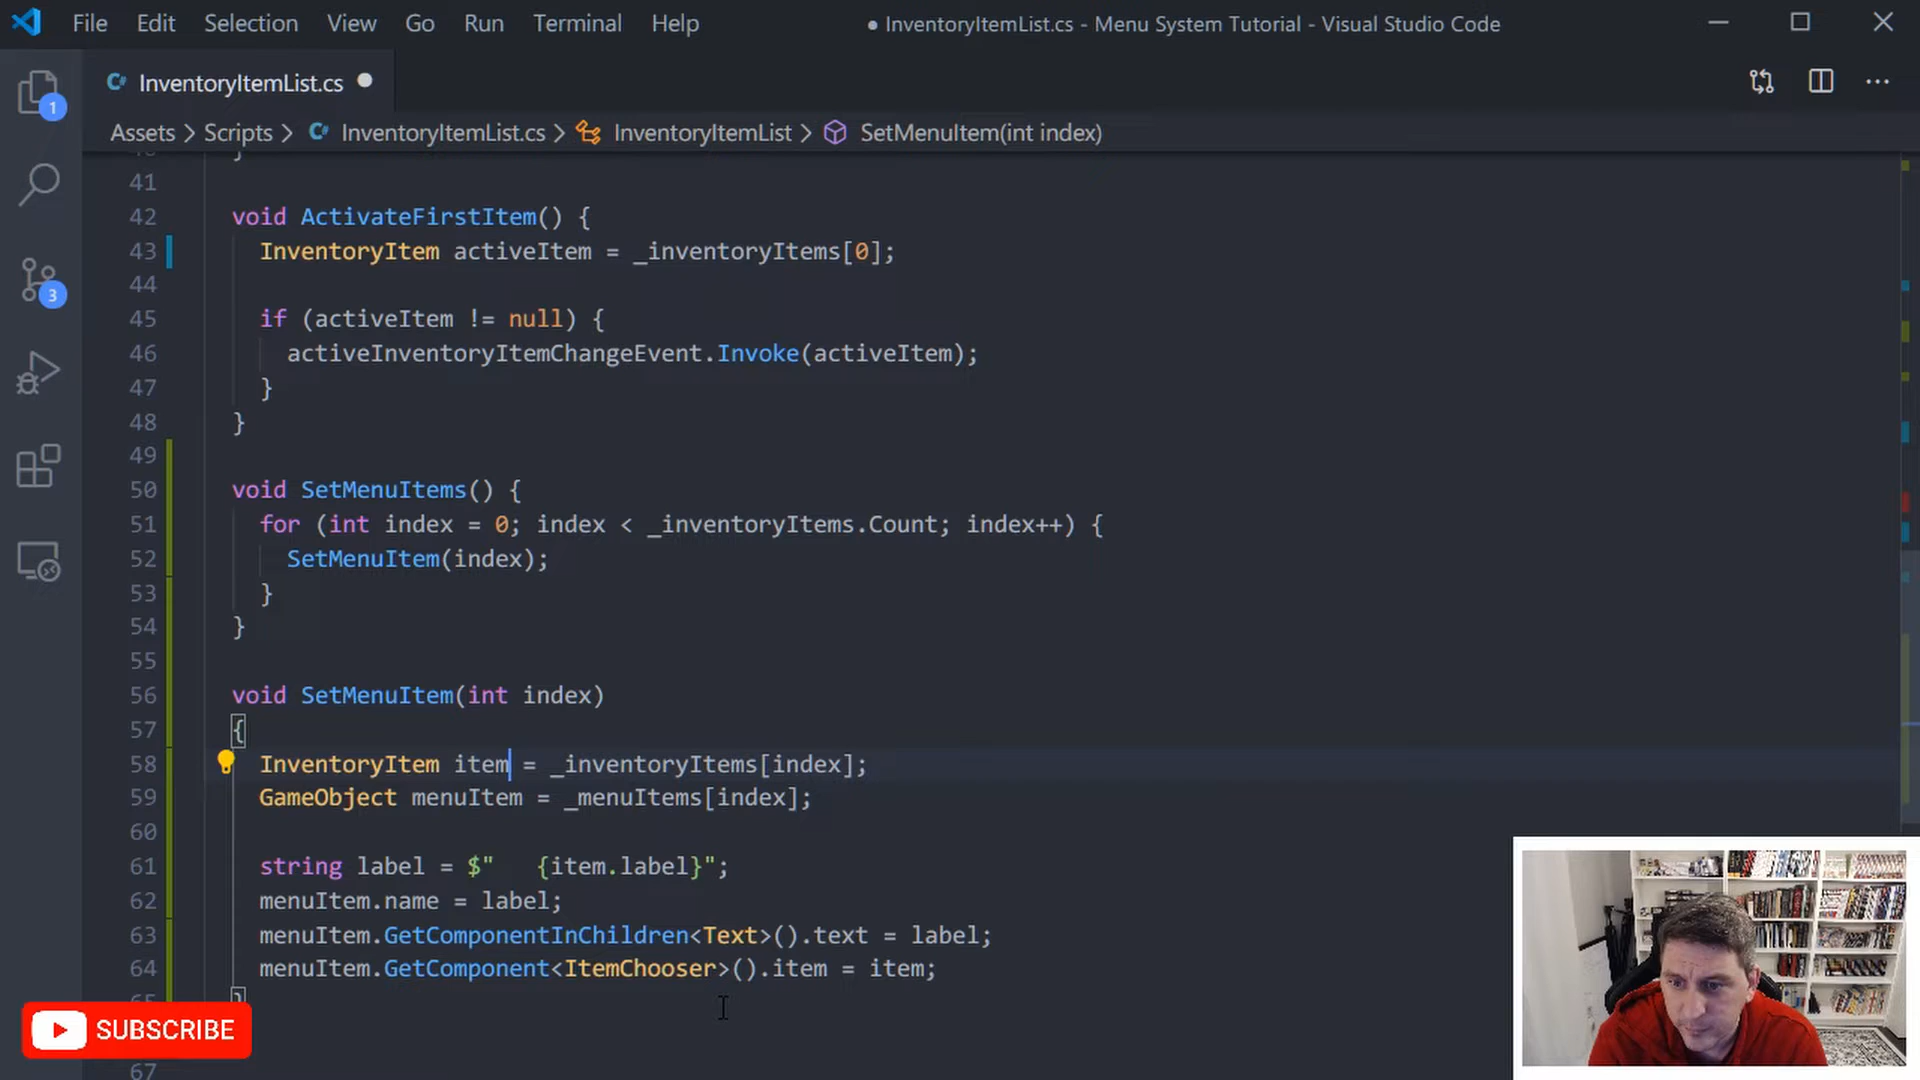 File Edit Selection View Go Run Terminal Help ● InventoryItemList.cs - Menu System Tutorial - Visual Studio Code
InventoryItemList.cs
Assets > Scripts > InventoryItemList.cs > InventoryItemList > SetMenuItem(int index)
1
3
41
42 void ActivateFirstItem() {
43 InventoryItem activeItem = _inventoryItems[0];
44
45 if (activeItem != null) {
46 activeInventoryItemChangeEvent.Invoke(activeItem);
47 }
48 }
49
50 void SetMenuItems() {
51 for (int index = 0; index < _inventoryItems.Count; index++) {
52 SetMenuItem(index);
53 }
54 }
55
56 void SetMenuItem(int index)
57 {
58 InventoryItem item = _inventoryItems[index];
59 GameObject menuItem = _menuItems[index];
60
61 string label = $"   {item.label}";
62 menuItem.name = label;
63 menuItem.GetComponentInChildren<Text>().text = label;
64 menuItem.GetComponent<ItemChooser>().item = item;
}
SUBSCRIBE
67